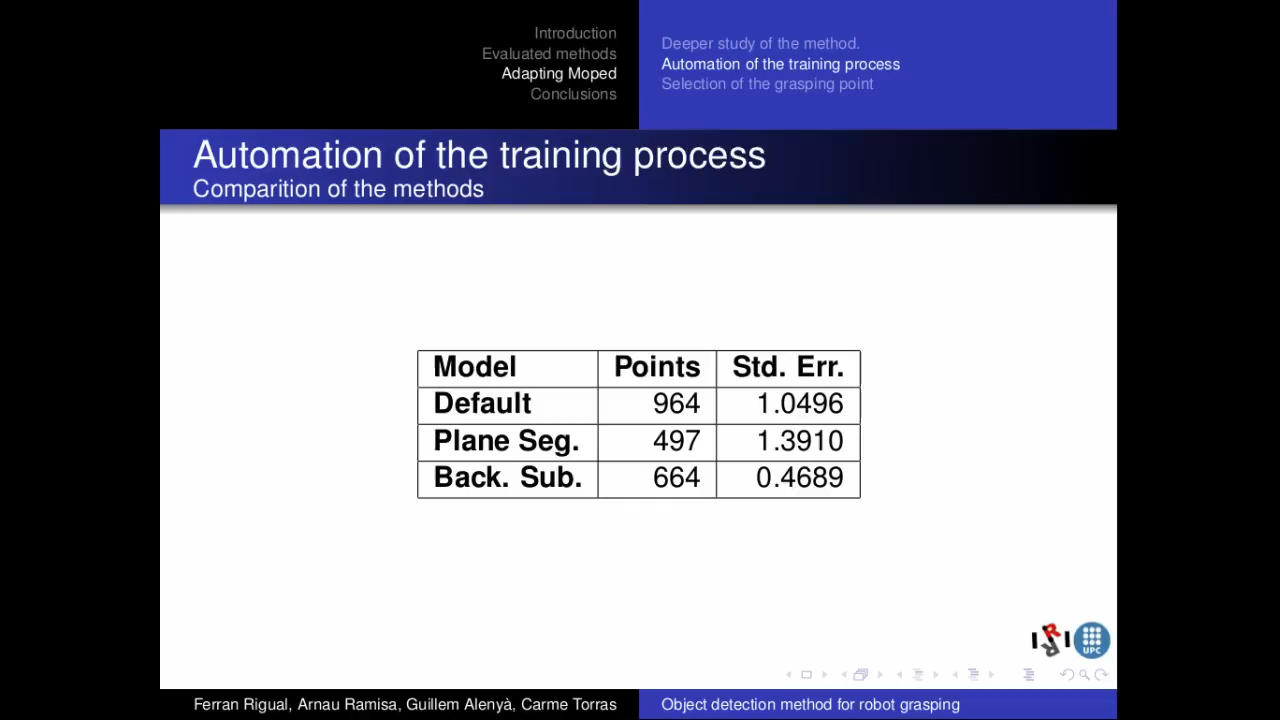 Introduction
Evaluated methods
Adapting Moped
Conclusions
Deeper study of the method.
Automation of the training process
Selection of the grasping point
Automation of the training process
Comparition of the methods
Model Points Std. Err.
Default 964 1.0496
Plane Seg. 497 1.3910
Back. Sub. 664 0.4689
IRI
UPC
Ferran Rigual, Arnau Ramisa, Guillem Alenyà, Carme Torras
Object detection method for robot grasping